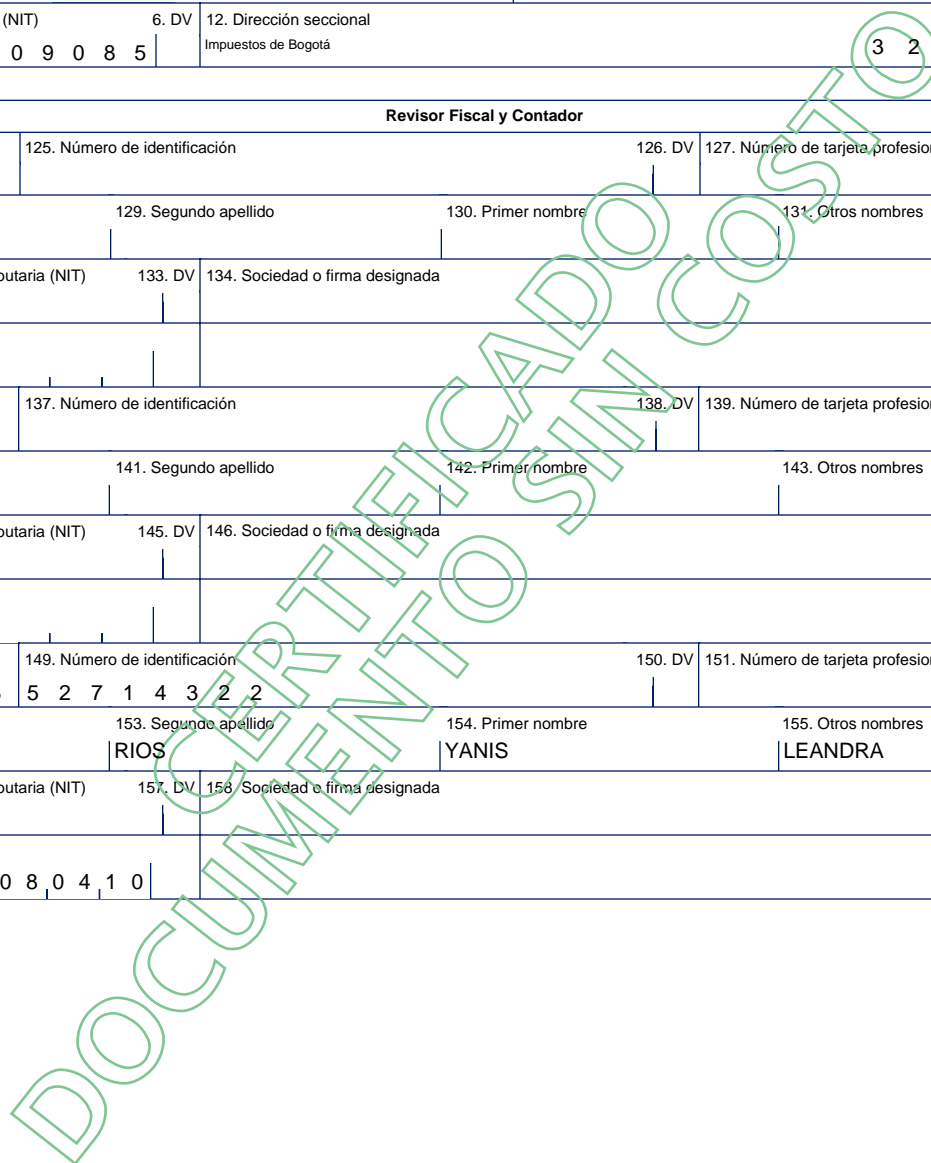 (NIT) 6. DV 12. Dirección seccional
0 9 0 8 5 Impuestos de Bogotá 3 2
Revisor Fiscal y Contador
125. Número de identificación 126. DV 127. Número de tarjeta profesion
129. Segundo apellido 130. Primer nombre 131. Otros nombres
butaria (NIT) 133. DV 134. Sociedad o firma designada
137. Número de identificación 138. DV 139. Número de tarjeta profesion
141. Segundo apellido 142. Primer nombre 143. Otros nombres
butaria (NIT) 145. DV 146. Sociedad o firma designada
149. Número de identificación 150. DV 151. Número de tarjeta profesion
5 2 7 1 4 3 2 2
153. Segundo apellido 154. Primer nombre 155. Otros nombres
RIOS YANIS LEANDRA
butaria (NIT) 157. DV 158. Sociedad o firma designada
0 8 0 4 1 0
CERTIFICADO
DOCUMENTO SIN COSTO